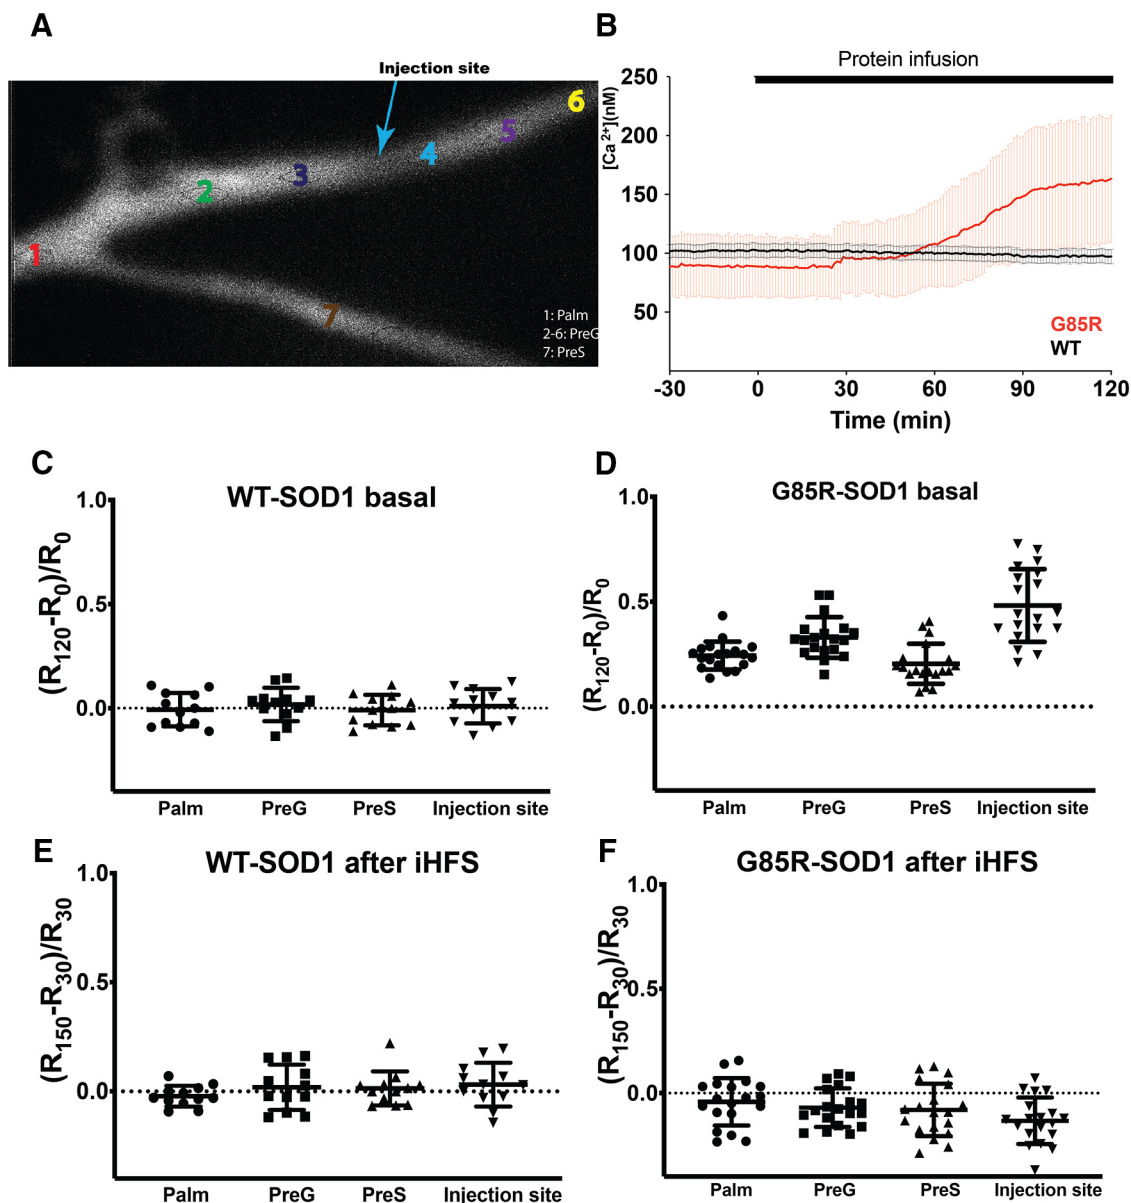 A
Injection site
1
2
3
4
5
6
7
1: Palm
2-6: PreG
7: PreS
B
Protein infusion
[Ca2+](nM)
250
200
150
100
50
G85R
WT
-30 0 30 60 90 120
Time (min)
C
WT-SOD1 basal
(R120-R0)/R0
1.0
0.5
0.0
Palm PreG PreS Injection site
D
G85R-SOD1 basal
(R120-R0)/R0
1.0
0.5
0.0
Palm PreG PreS Injection site
E
WT-SOD1 after iHFS
(R150-R30)/R30
1.0
0.5
0.0
Palm PreG PreS Injection site
F
G85R-SOD1 after iHFS
(R150-R30)/R30
1.0
0.5
0.0
Palm PreG PreS Injection site